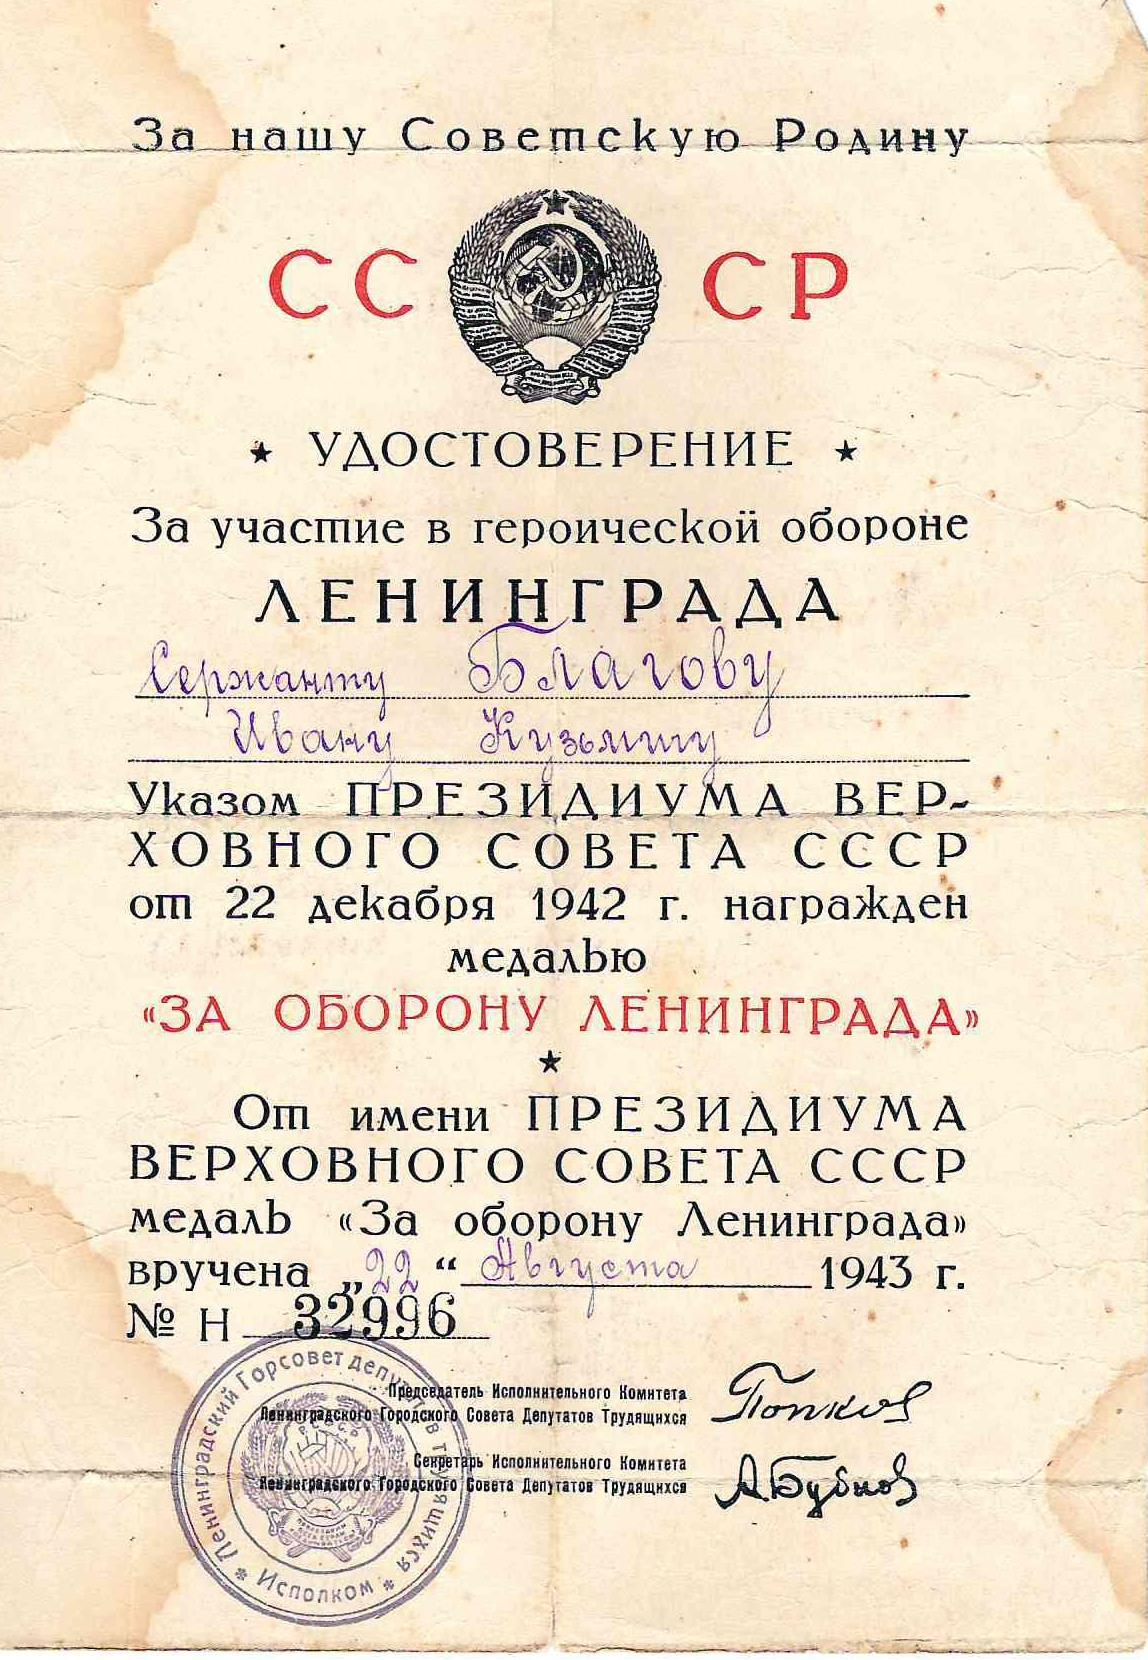 За нашу Советскую Родину
СС СР
УДОСТОВЕРЕНИЕ
За участие в героической обороне
ЛЕНИНГРАДА
Сержанту Благову
Ивану Кузьмичу
Указом ПРЕЗИДИУМА ВЕР-
ХОВНОГО СОВЕТА СССР
от 22 декабря 1942 г. награжден
медалью
«ЗА ОБОРОНУ ЛЕНИНГРАДА»
От имени ПРЕЗИДИУМА
ВЕРХОВНОГО СОВЕТА СССР
медаль «За оборону Ленинграда»
вручена „22“ Августа 1943 г.
№ Н 32996
Председатель Исполнительного Комитета
Ленинградского Городского Совета Депутатов Трудящихся
Попков
Секретарь Исполнительного Комитета
Ленинградского Городского Совета Депутатов Трудящихся
А.Бубнов
Ленинградский Горсовет депутатов трудящихся
Исполком
РСФСР